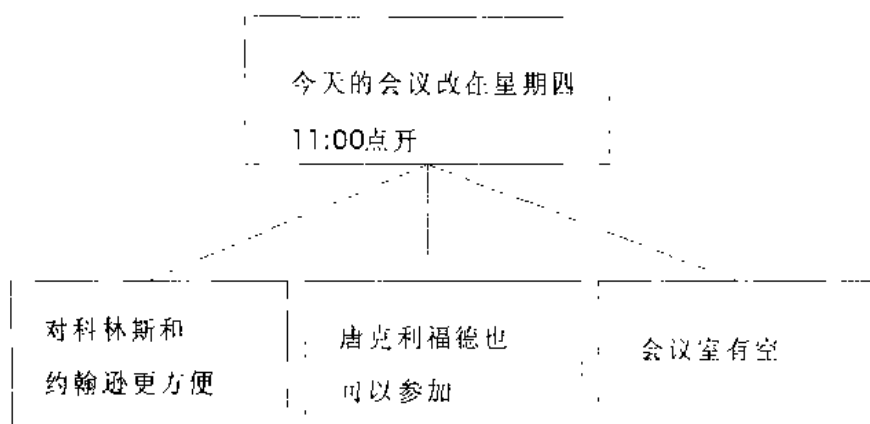 今天的会议改在星期四
11:00点开
对科林斯和
约翰逊更方便
唐克利福德也
可以参加
会议室有空